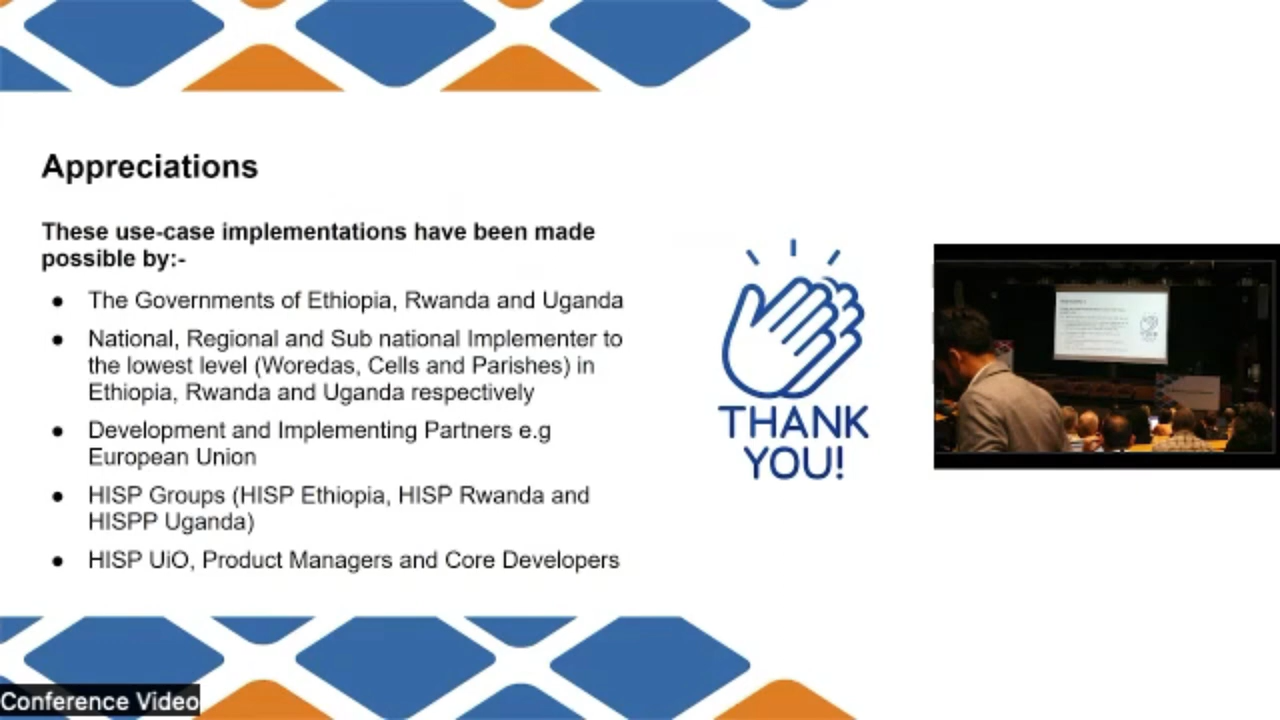 Appreciations
These use-case implementations have been made
possible by:-
● The Governments of Ethiopia, Rwanda and Uganda
● National, Regional and Sub national Implementer to
the lowest level (Woredas, Cells and Parishes) in
Ethiopia, Rwanda and Uganda respectively
● Development and Implementing Partners e.g
European Union
● HISP Groups (HISP Ethiopia, HISP Rwanda and
HISPP Uganda)
● HISP UiO, Product Managers and Core Developers
THANK
YOU!
Conference Video